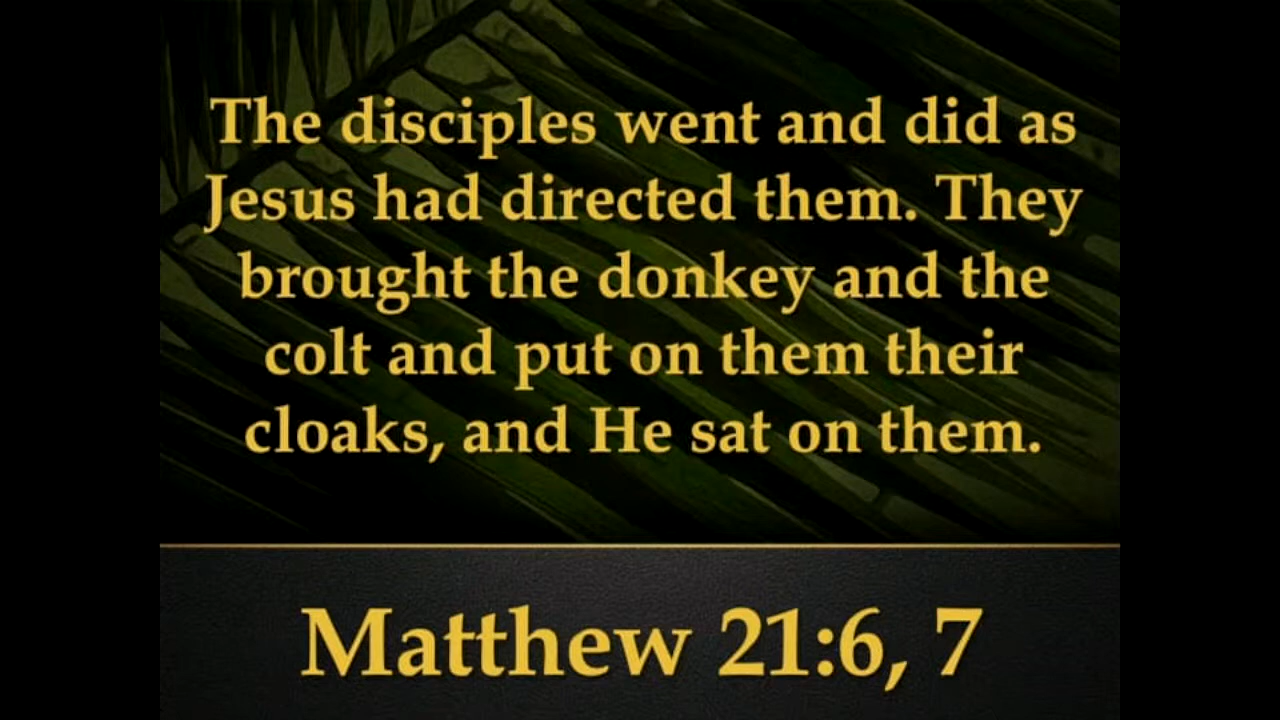 The disciples went and did as
Jesus had directed them. They
brought the donkey and the
colt and put on them their
cloaks, and He sat on them.
Matthew 21:6, 7